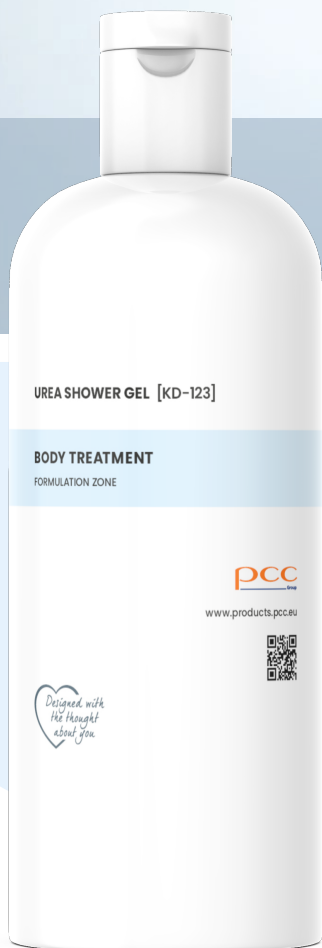 UREA SHOWER GEL [KD-123]
BODY TREATMENT
FORMULATION ZONE
pcc
Group
www.products.pcc.eu
Designed with
the thought
about you